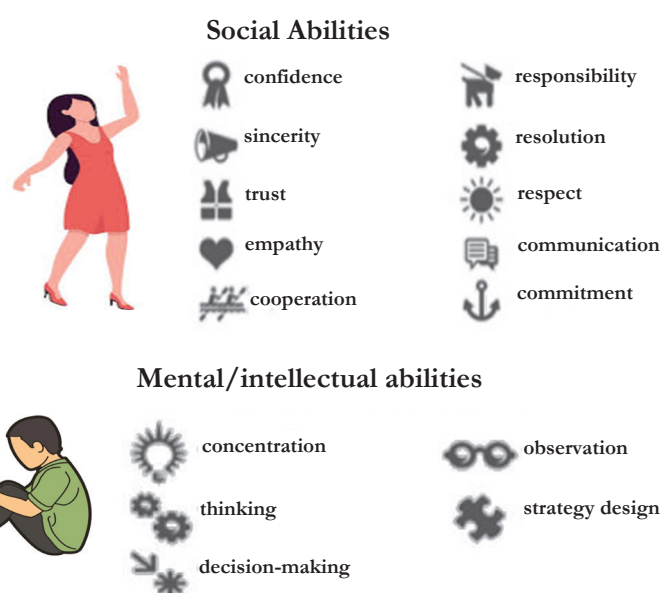 Social Abilities
confidence
sincerity
trust
empathy
cooperation
responsibility
resolution
respect
communication
commitment
Mental/intellectual abilities
concentration
thinking
decision-making
observation
strategy design